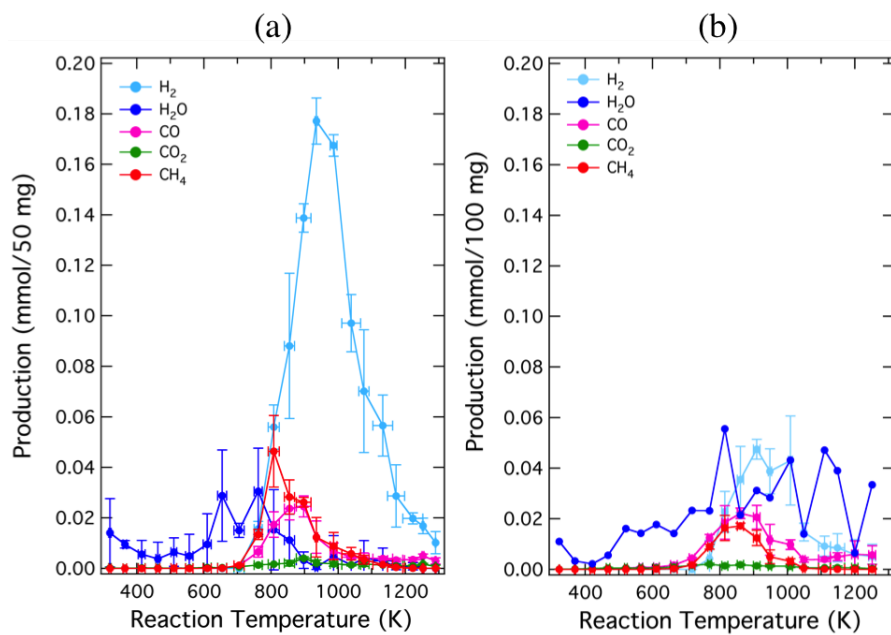 (a)
0.20
0.18
0.16
0.14
0.12
0.10
0.08
0.06
0.04
0.02
0.00
Production (mmol/50 mg)
H₂
H₂O
CO
CO₂
CH₄
400 600 800 1000 1200
Reaction Temperature (K)
(b)
0.20
0.18
0.16
0.14
0.12
0.10
0.08
0.06
0.04
0.02
0.00
Production (mmol/100 mg)
H₂
H₂O
CO
CO₂
CH₄
400 600 800 1000 1200
Reaction Temperature (K)